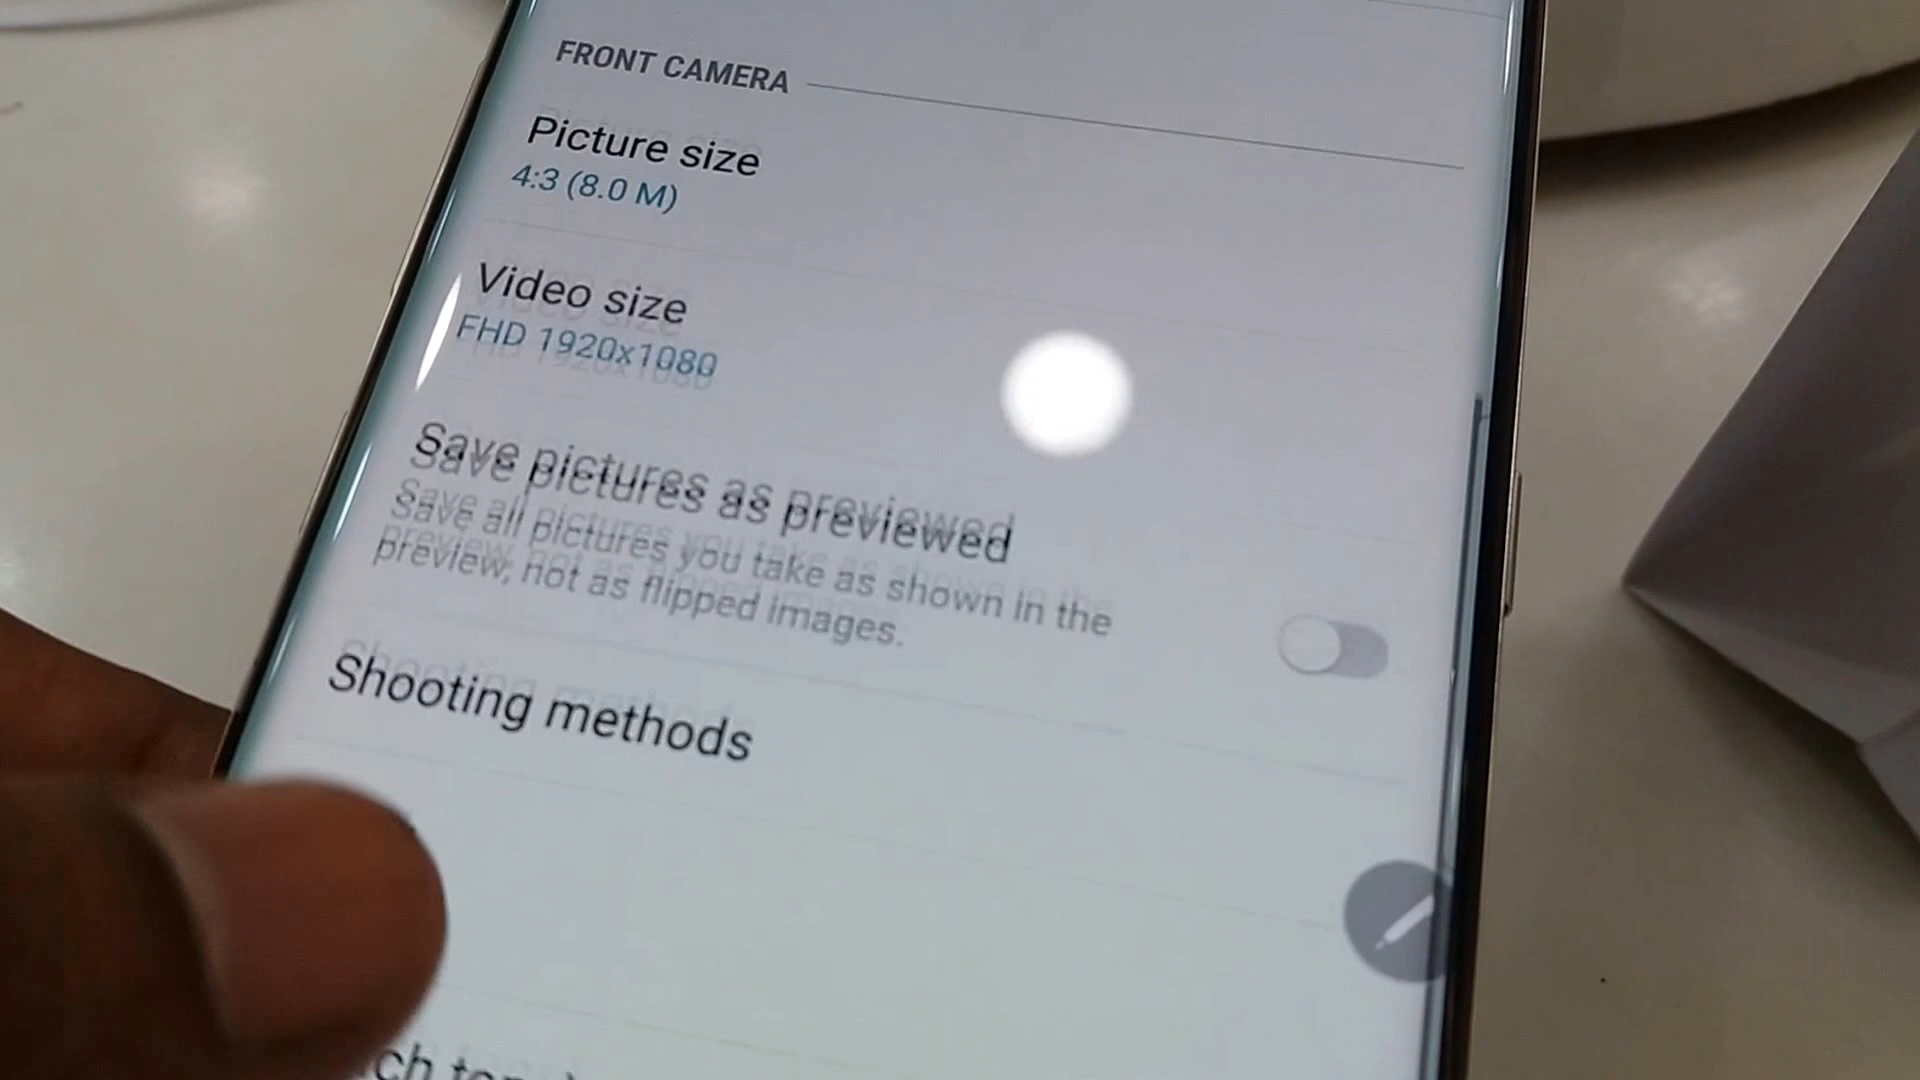 FRONT CAMERA
Picture size
4:3 (8.0 M)
Video size
FHD 1920x1080
Save pictures as previewed
Save all pictures you take as shown in the
preview, not as flipped images.
Shooting methods